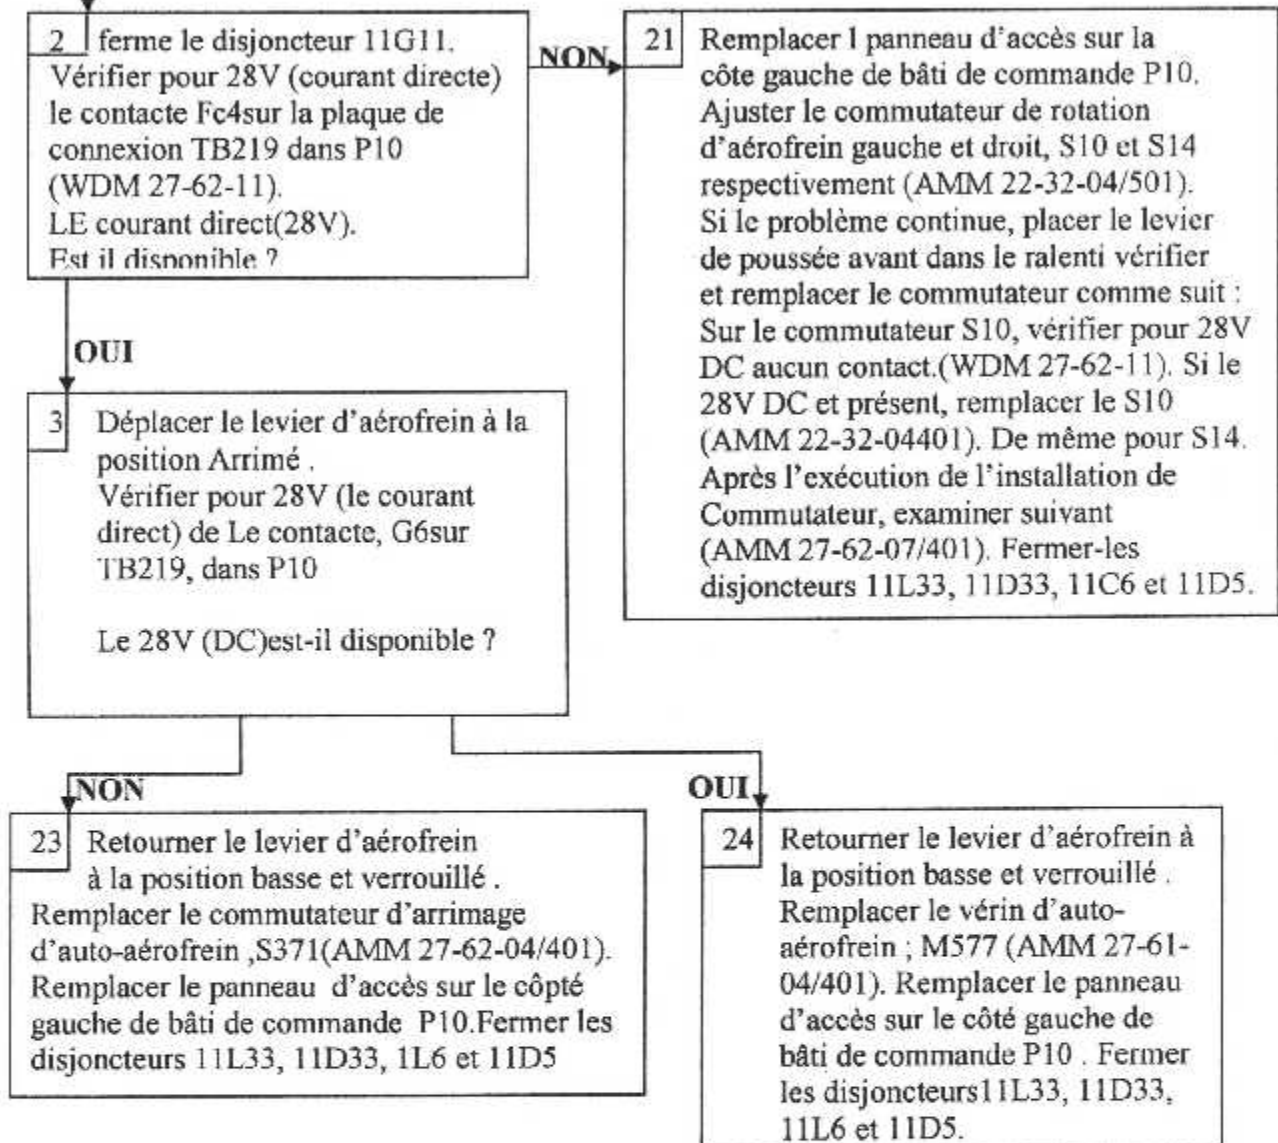 2 ferme le disjoncteur 11G11.
Vérifier pour 28V (courant directe)
le contacte Fc4sur la plaque de
connexion TB219 dans P10
(WDM 27-62-11).
LE courant direct(28V).
Est il disponible ?
NON
21 Remplacer l panneau d'accès sur la
côte gauche de bâti de commande P10.
Ajuster le commutateur de rotation
d'aérofrein gauche et droit, S10 et S14
respectivement (AMM 22-32-04/501).
Si le problème continue, placer le levier
de poussée avant dans le ralenti vérifier
et remplacer le commutateur comme suit :
Sur le commutateur S10, vérifier pour 28V
DC aucun contact.(WDM 27-62-11). Si le
28V DC et présent, remplacer le S10
(AMM 22-32-04401). De même pour S14.
Après l'exécution de l'installation de
Commutateur, examiner suivant
(AMM 27-62-07/401). Fermer-les
disjoncteurs 11L33, 11D33, 11C6 et 11D5.
OUI
3 Déplacer le levier d'aérofrein à la
position Arrimé .
Vérifier pour 28V (le courant
direct) de Le contacte, G6sur
TB219, dans P10
Le 28V (DC)est-il disponible ?
NON
23 Retourner le levier d'aérofrein
à la position basse et verrouillé .
Remplacer le commutateur d'arrimage
d'auto-aérofrein ,S371(AMM 27-62-04/401).
Remplacer le panneau d'accès sur le côpté
gauche de bâti de commande P10.Fermer les
disjoncteurs 11L33, 11D33, 1L6 et 11D5
OUI
24 Retourner le levier d'aérofrein à
la position basse et verrouillé .
Remplacer le vérin d'auto-
aérofrein ; M577 (AMM 27-61-
04/401). Remplacer le panneau
d'accès sur le côté gauche de
bâti de commande P10 . Fermer
les disjoncteurs11L33, 11D33,
11L6 et 11D5.